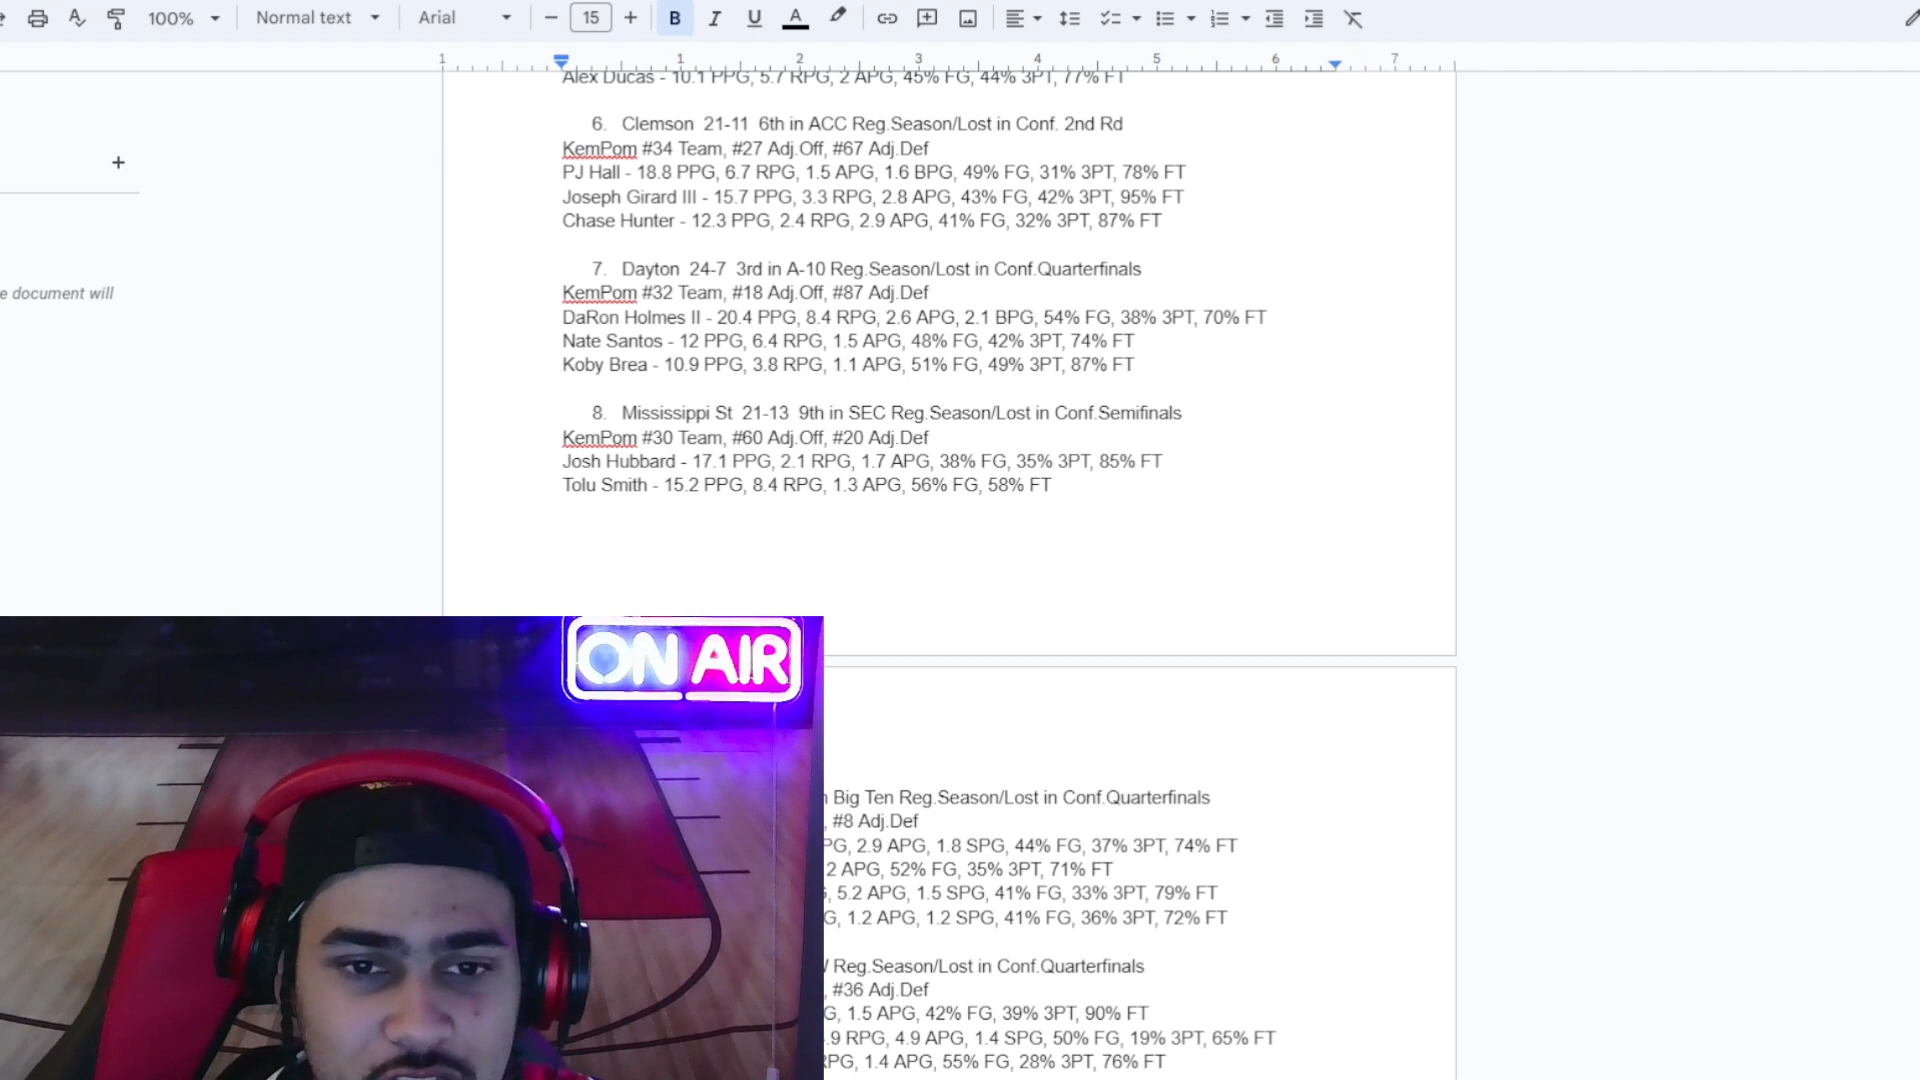 100%
Normal text
Arial
15
B
I
U
A
1
1
2
3
4
5
6
7
Alex Ducas - 10.1 PPG, 5.7 RPG, 2 APG, 45% FG, 44% 3PT, 77% FT
6. Clemson 21-11 6th in ACC Reg.Season/Lost in Conf. 2nd Rd
KemPom #34 Team, #27 Adj.Off, #67 Adj.Def
PJ Hall - 18.8 PPG, 6.7 RPG, 1.5 APG, 1.6 BPG, 49% FG, 31% 3PT, 78% FT
Joseph Girard III - 15.7 PPG, 3.3 RPG, 2.8 APG, 43% FG, 42% 3PT, 95% FT
Chase Hunter - 12.3 PPG, 2.4 RPG, 2.9 APG, 41% FG, 32% 3PT, 87% FT
7. Dayton 24-7 3rd in A-10 Reg.Season/Lost in Conf.Quarterfinals
e document will
KemPom #32 Team, #18 Adj.Off, #87 Adj.Def
DaRon Holmes II - 20.4 PPG, 8.4 RPG, 2.6 APG, 2.1 BPG, 54% FG, 38% 3PT, 70% FT
Nate Santos - 12 PPG, 6.4 RPG, 1.5 APG, 48% FG, 42% 3PT, 74% FT
Koby Brea - 10.9 PPG, 3.8 RPG, 1.1 APG, 51% FG, 49% 3PT, 87% FT
8. Mississippi St 21-13 9th in SEC Reg.Season/Lost in Conf.Semifinals
KemPom #30 Team, #60 Adj.Off, #20 Adj.Def
Josh Hubbard - 17.1 PPG, 2.1 RPG, 1.7 APG, 38% FG, 35% 3PT, 85% FT
Tolu Smith - 15.2 PPG, 8.4 RPG, 1.3 APG, 56% FG, 58% FT
ON AIR
Big Ten Reg.Season/Lost in Conf.Quarterfinals
, #8 Adj.Def
PG, 2.9 APG, 1.8 SPG, 44% FG, 37% 3PT, 74% FT
2 APG, 52% FG, 35% 3PT, 71% FT
, 5.2 APG, 1.5 SPG, 41% FG, 33% 3PT, 79% FT
G, 1.2 APG, 1.2 SPG, 41% FG, 36% 3PT, 72% FT
Reg.Season/Lost in Conf.Quarterfinals
, #36 Adj.Def
G, 1.5 APG, 42% FG, 39% 3PT, 90% FT
.9 RPG, 4.9 APG, 1.4 SPG, 50% FG, 19% 3PT, 65% FT
RPG, 1.4 APG, 55% FG, 28% 3PT, 76% FT